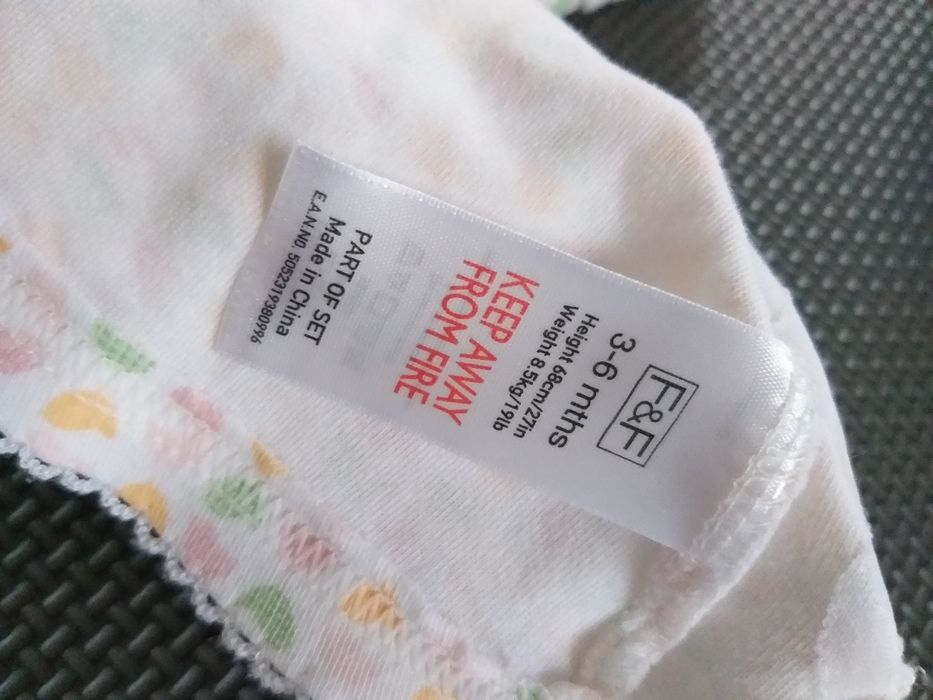 F&F
3-6 mths
Height 68cm/27in
Weight 8.5kg/19lb
KEEP AWAY
FROM FIRE
PART OF SET
Made in China
E.A.N.NO. 5052319380996